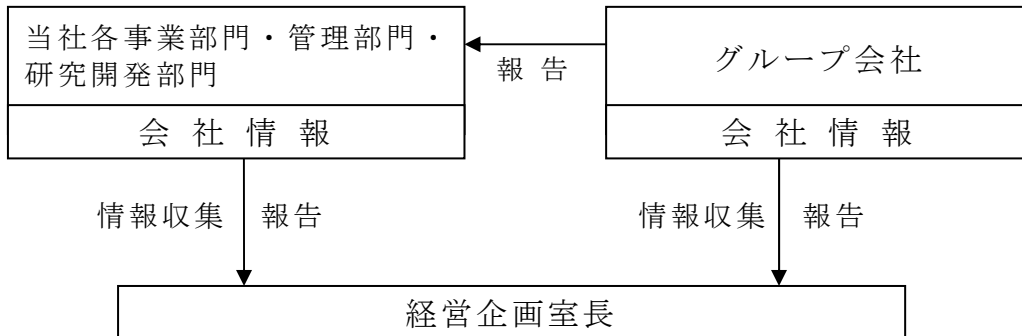 当社各事業部門・管理部門・
研究開発部門
会社情報
報告
グループ会社
会社情報
情報収集 報告
情報収集 報告
経営企画室長